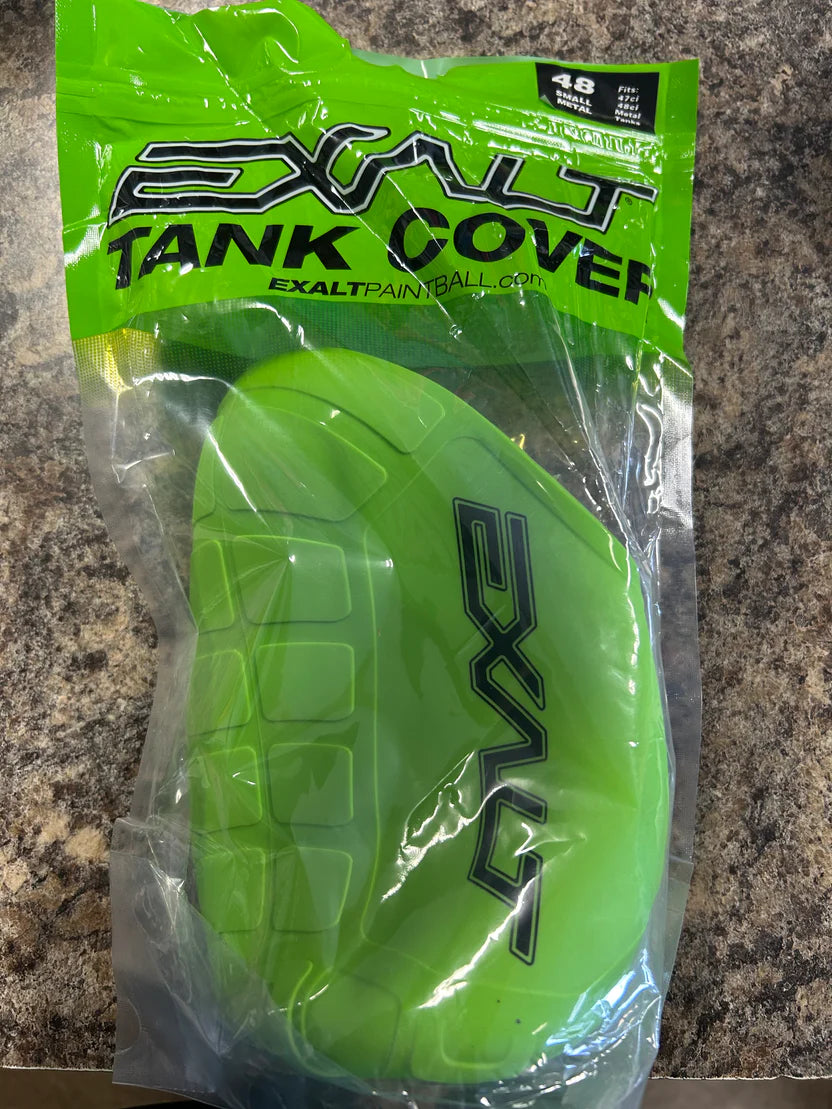 48
SMALL
METAL
Fits:
47ci
48ci
Metal
Tanks
EXALT®
TANK COVER
EXALTPAINTBALL.com
EXALT